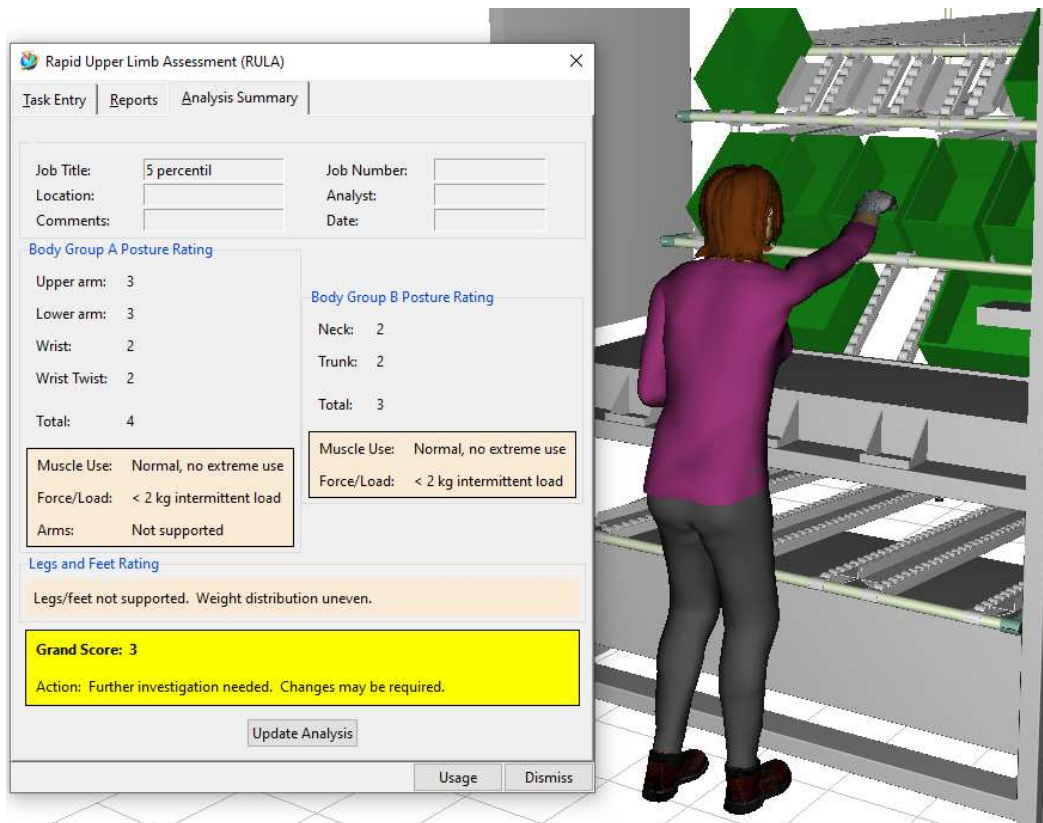 Rapid Upper Limb Assessment (RULA)
Task Entry Reports Analysis Summary
Job Title: 5 percentil Job Number:
Location: Analyst:
Comments: Date:
Body Group A Posture Rating
Upper arm: 3
Lower arm: 3
Wrist: 2
Wrist Twist: 2
Total: 4
Muscle Use: Normal, no extreme use
Force/Load: < 2 kg intermittent load
Arms: Not supported
Body Group B Posture Rating
Neck: 2
Trunk: 2
Total: 3
Muscle Use: Normal, no extreme use
Force/Load: < 2 kg intermittent load
Legs and Feet Rating
Legs/feet not supported. Weight distribution uneven.
Grand Score: 3
Action: Further investigation needed. Changes may be required.
Update Analysis
Usage Dismiss